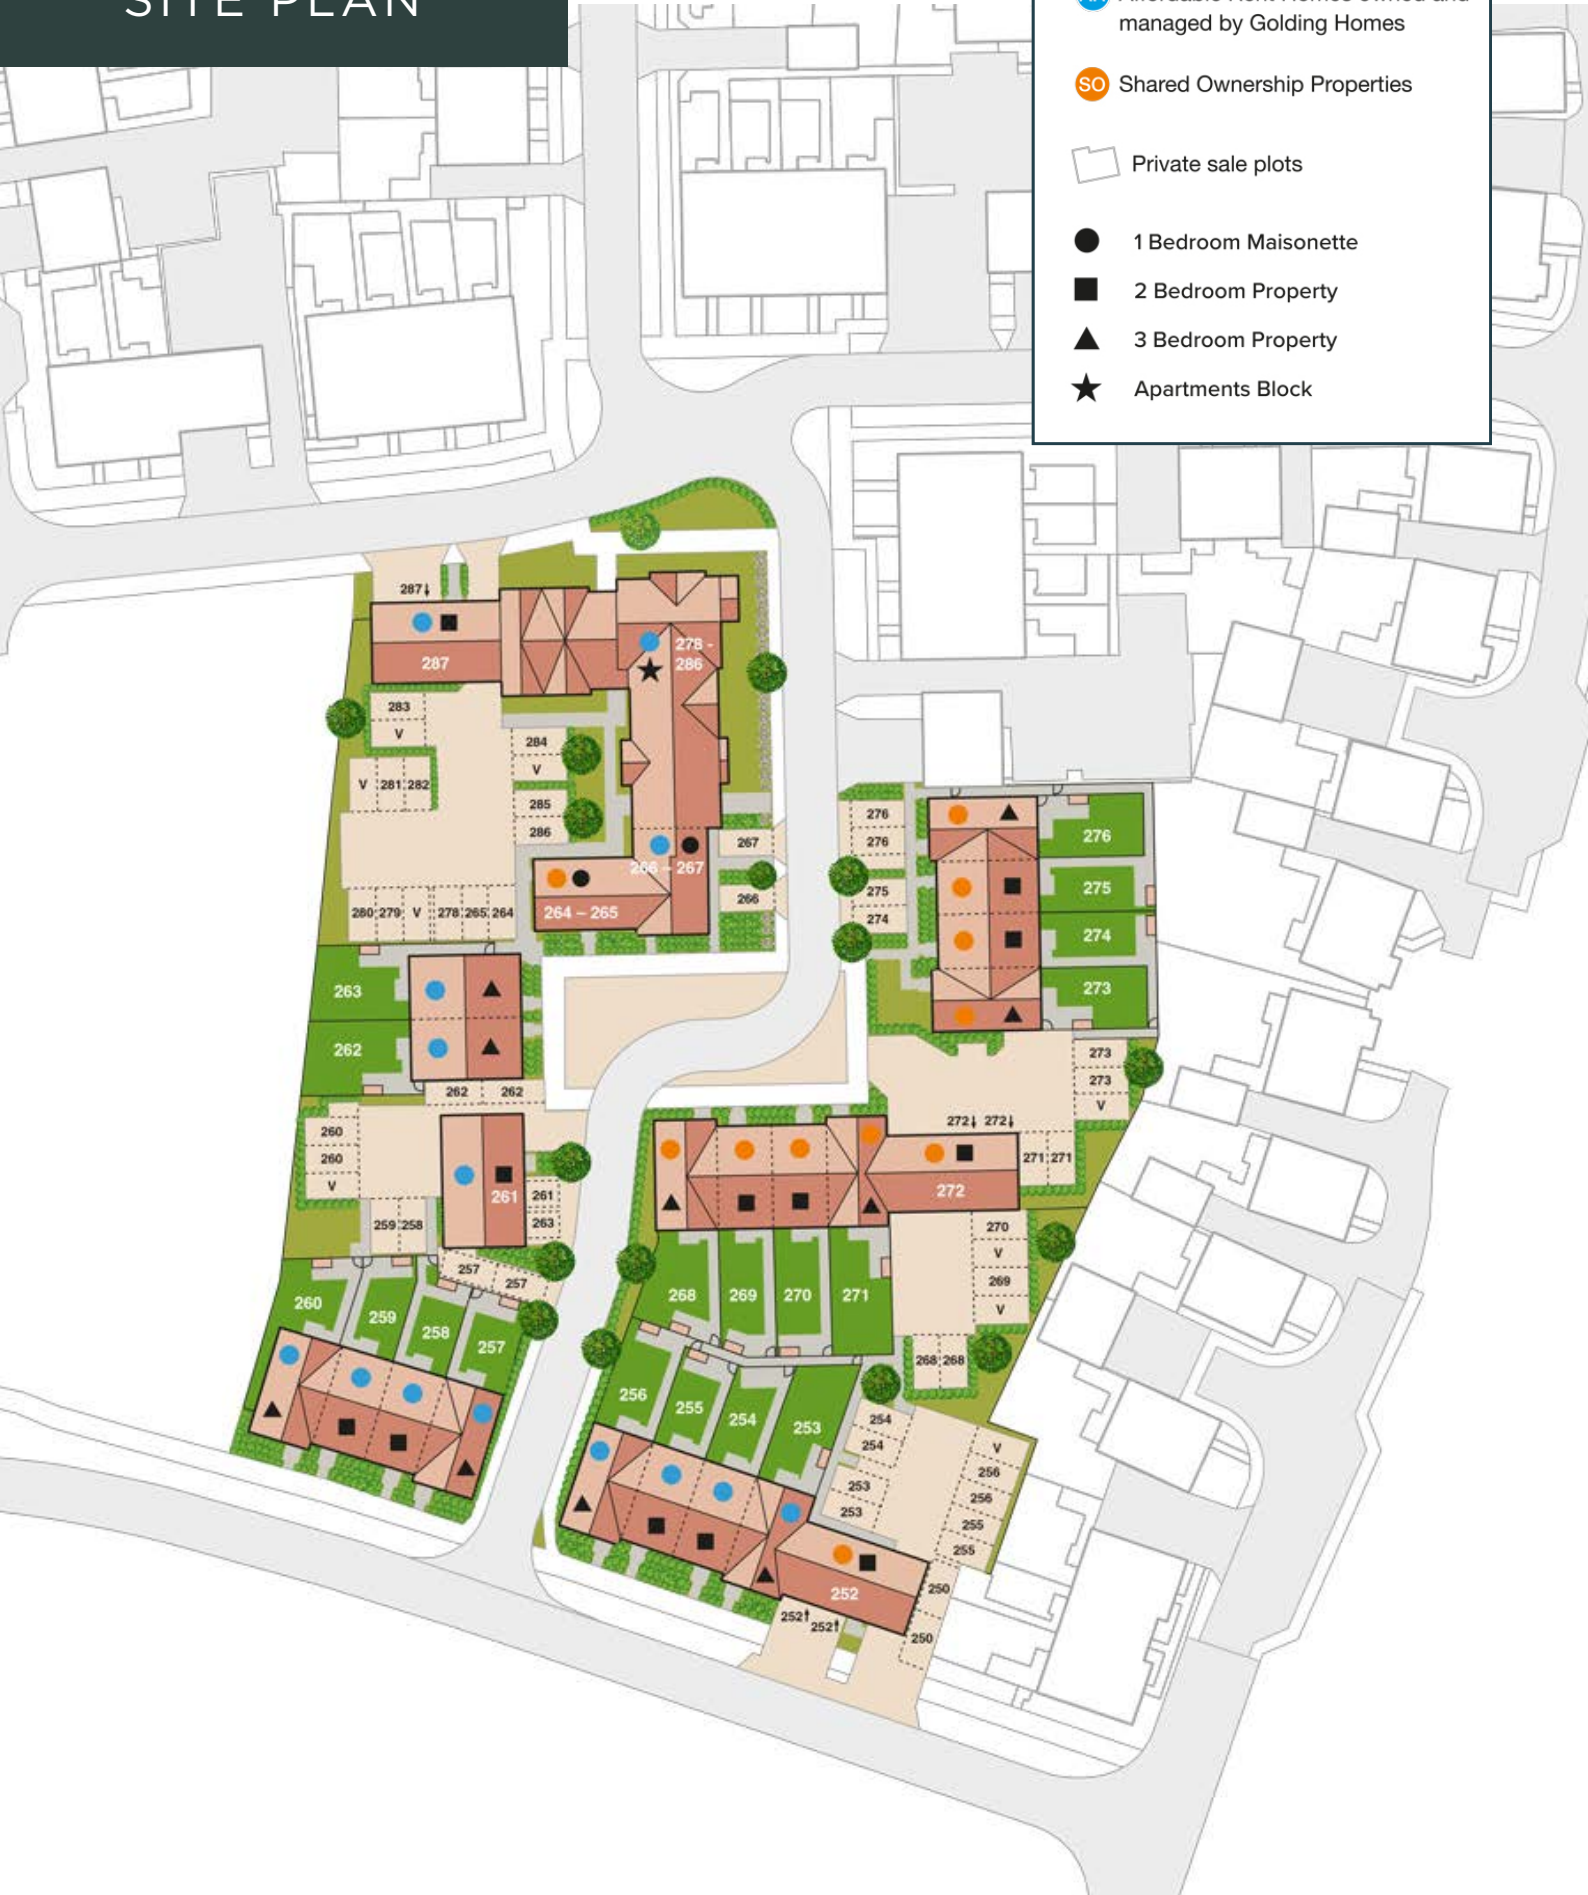 SITE PLAN
managed by Golding Homes
SO Shared Ownership Properties
Private sale plots
1 Bedroom Maisonette
2 Bedroom Property
3 Bedroom Property
Apartments Block
287
287
278 -
286
283
V
284
V
V 281 282
285
286
266 – 267
267
266
264 – 265
280 279 V 278 265 264
276
276
275
274
276
275
274
273
263
262
262 262
273
273
V
272 272
271 271
272
260
260
V
261
261
263
259 258
257 257
270
V
269
V
268 269 270 271
268 268
260 259 258 257
256 255 254 253
254
254
253
253
V
256
256
255
255
252
250
250
252
252